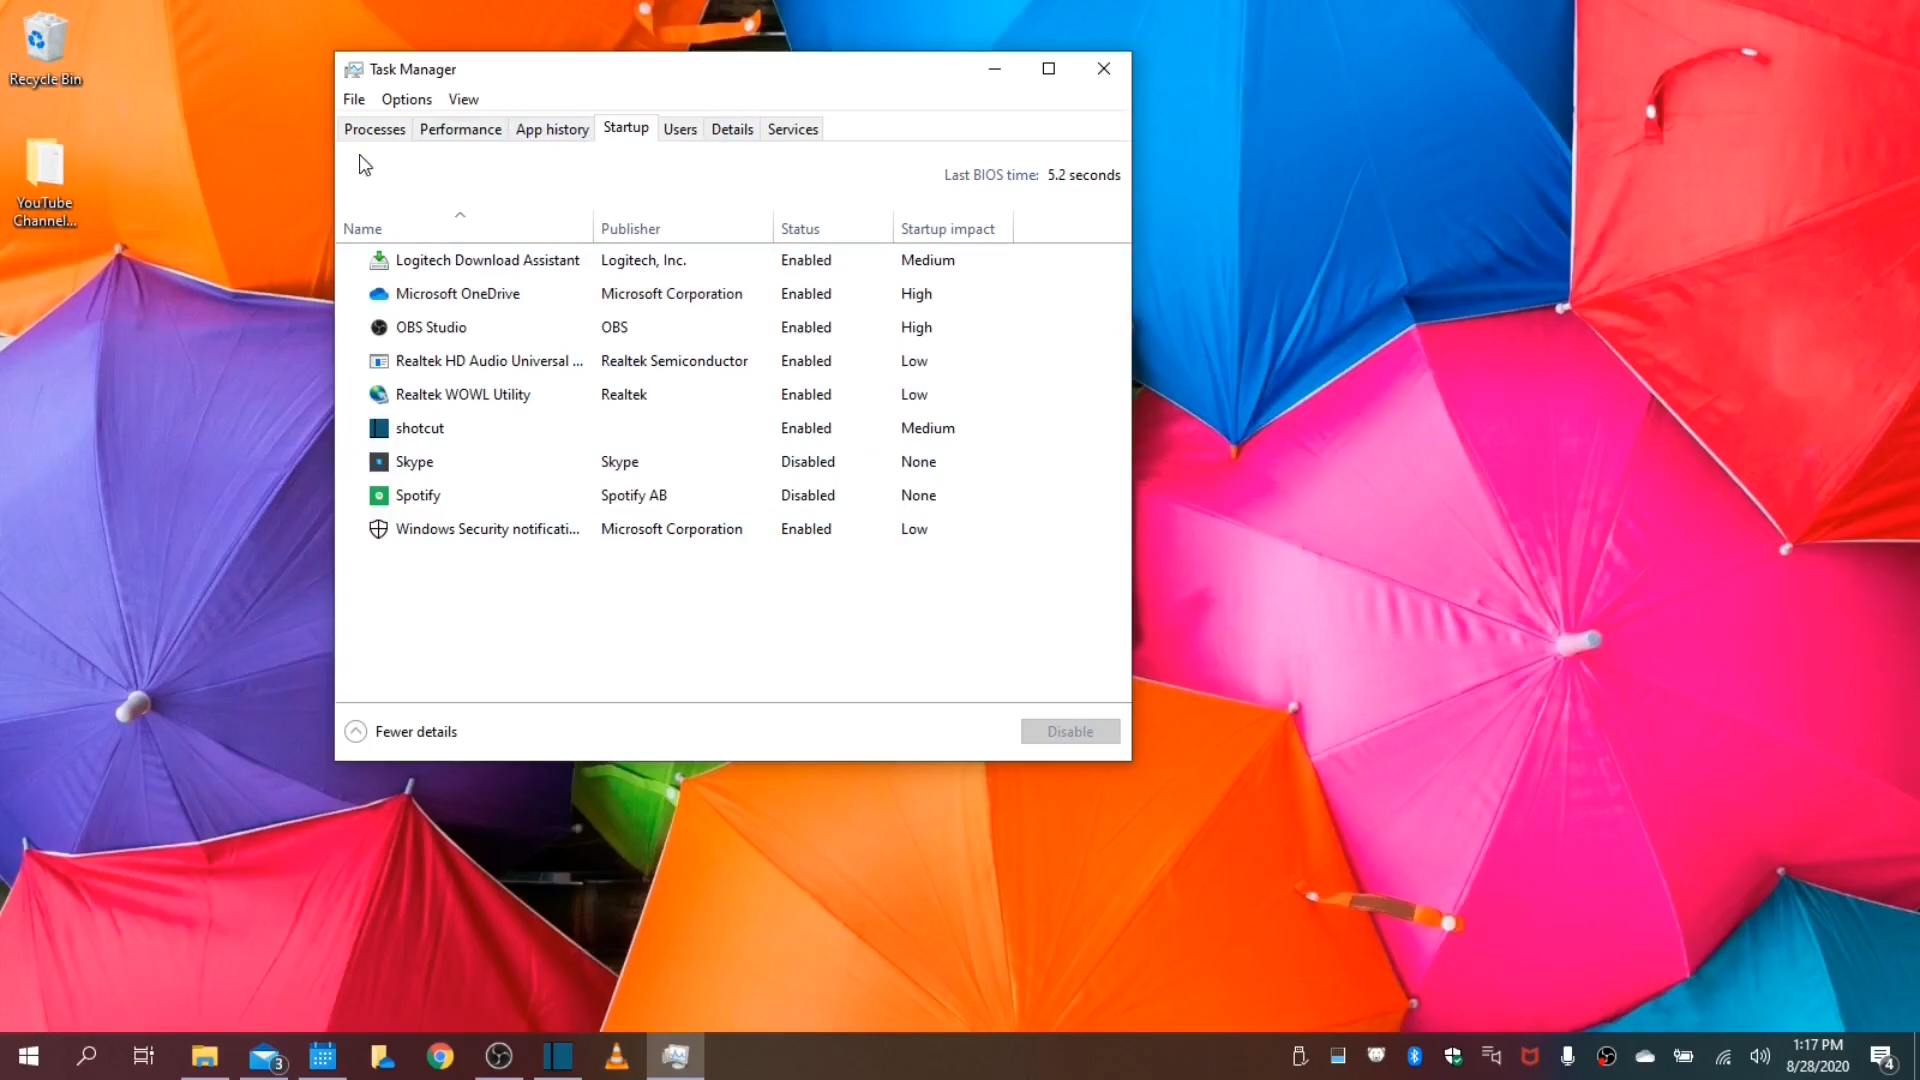 Recycle Bin
YouTube
Channel...
Task Manager
File Options View
Processes Performance App history Startup Users Details Services
Last BIOS time: 5.2 seconds
Name Publisher Status Startup impact
Logitech Download Assistant Logitech, Inc. Enabled Medium
Microsoft OneDrive Microsoft Corporation Enabled High
OBS Studio OBS Enabled High
Realtek HD Audio Universal ... Realtek Semiconductor Enabled Low
Realtek WOWL Utility Realtek Enabled Low
shotcut Enabled Medium
Skype Skype Disabled None
Spotify Spotify AB Disabled None
Windows Security notificati... Microsoft Corporation Enabled Low
Fewer details Disable
3
1:17 PM
8/28/2020
4